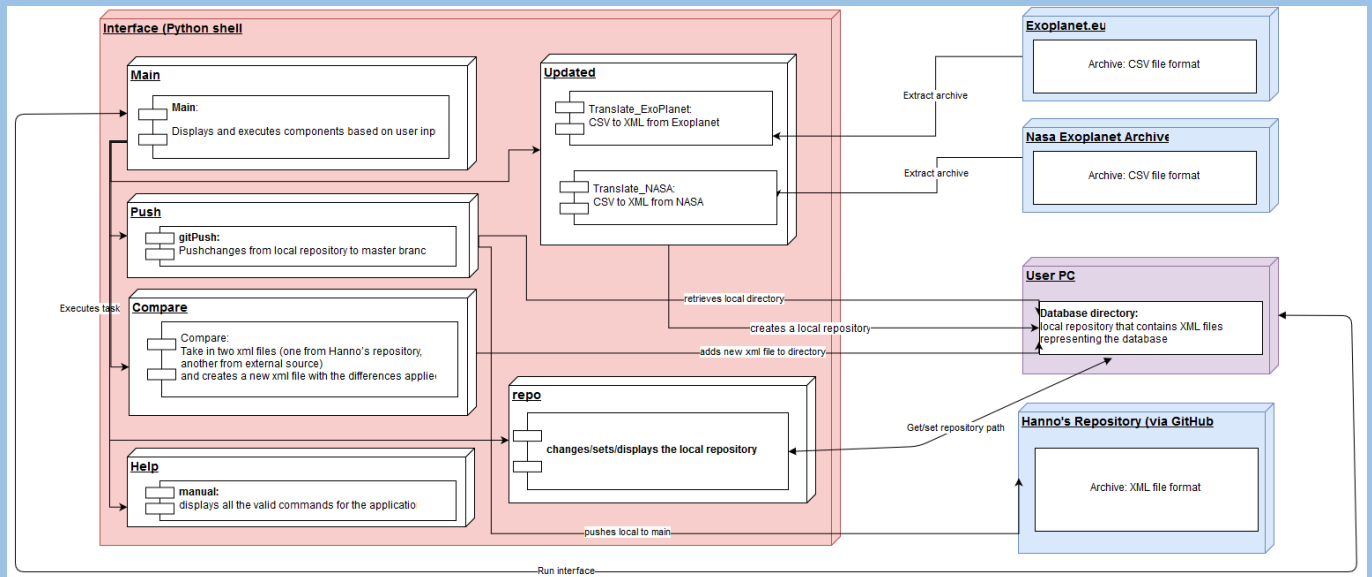 Interface (Python shell
Main
Main:
Displays and executes components based on user inp
Push
gitPush:
Pushchanges from local repository to master branc
Executes task
Compare
Compare:
Take in two xml files (one from Hanno's repository,
another from external source)
and creates a new xml file with the differences applie
Help
manual:
displays all the valid commands for the applicatio
Updated
Translate_ExoPlanet:
CSV to XML from Exoplanet
Translate_NASA:
CSV to XML from NASA
retrieves local directory
creates a local repository
adds new xml file to directory
repo
changes/sets/displays the local repository
pushes local to main
Run interface
Extract archive
Extract archive
Get/set repository path
Exoplanet.eu
Archive: CSV file format
Nasa Exoplanet Archive
Archive: CSV file format
User PC
Database directory:
local repository that contains XML files
representing the database
Hanno's Repository (via GitHub
Archive: XML file format